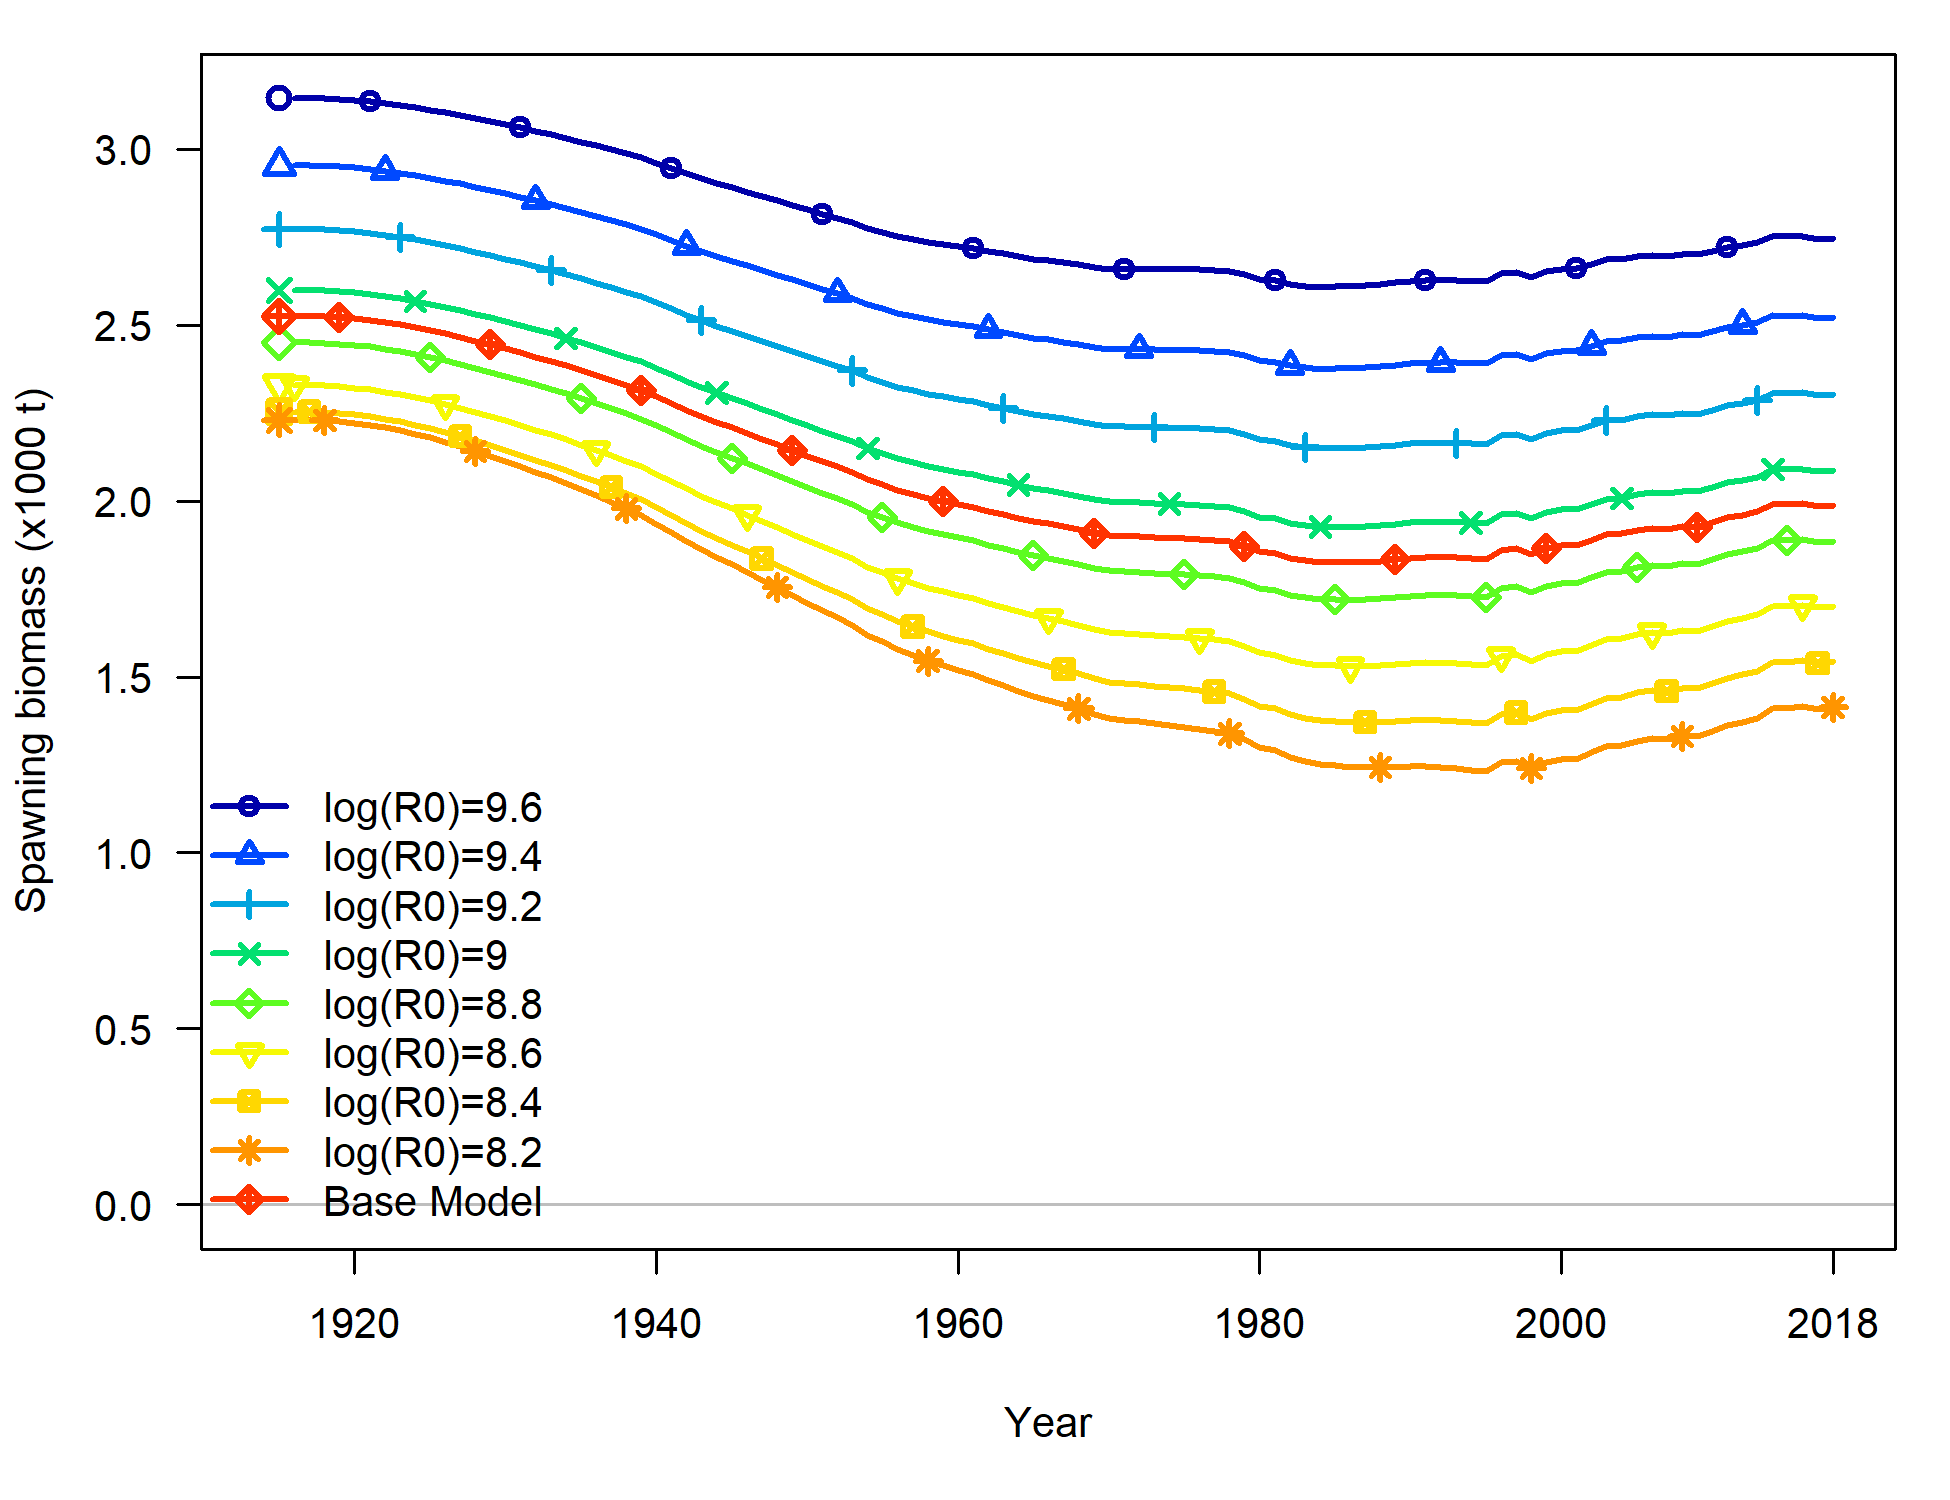 Spawning biomass (x1000 t)
3.0
2.5
2.0
1.5
1.0
0.5
0.0
log(R0)=9.6
log(R0)=9.4
log(R0)=9.2
log(R0)=9
log(R0)=8.8
log(R0)=8.6
log(R0)=8.4
log(R0)=8.2
Base Model
1920 1940 1960 1980 2000 2018
Year